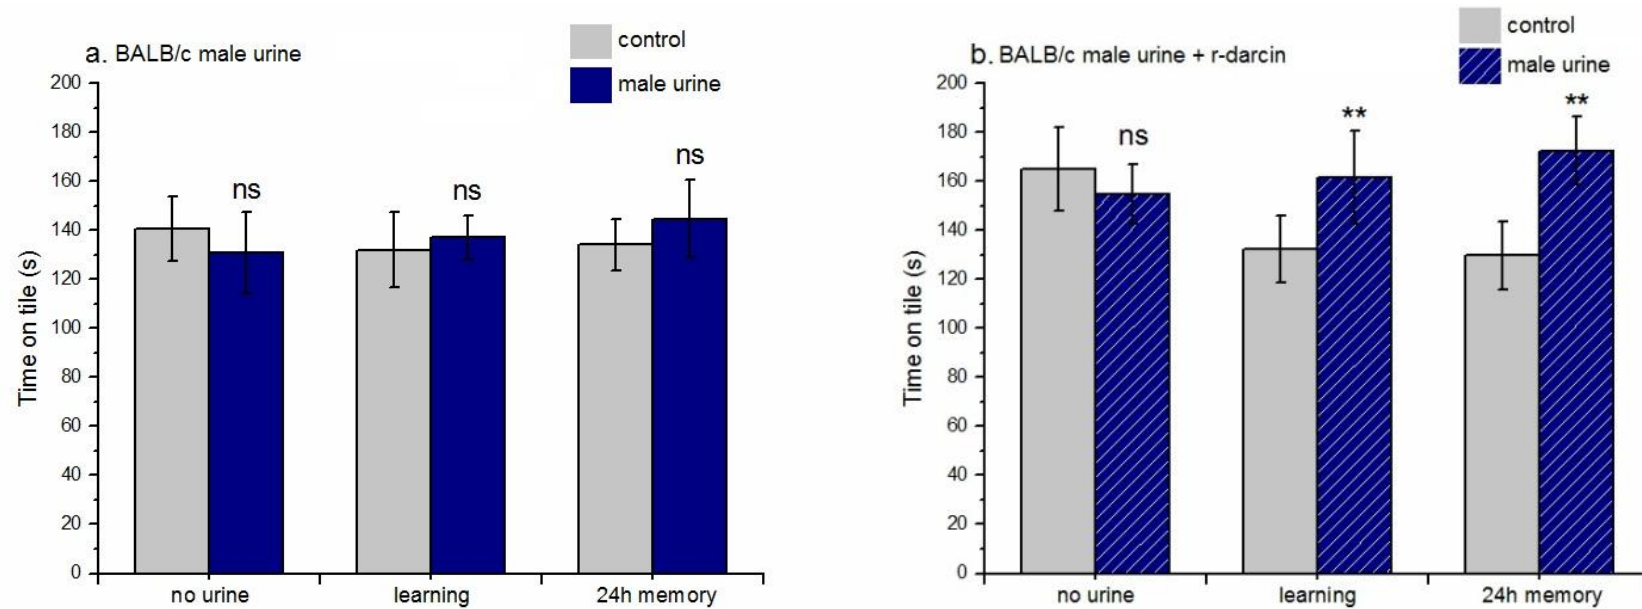 a. BALB/c male urine
control
male urine
Time on tile (s)
200
180
160
140
120
100
80
60
40
20
0
ns
ns
ns
no urine
learning
24h memory
b. BALB/c male urine + r-darcin
control
male urine
Time on tile (s)
200
180
160
140
120
100
80
60
40
20
0
ns
**
**
no urine
learning
24h memory